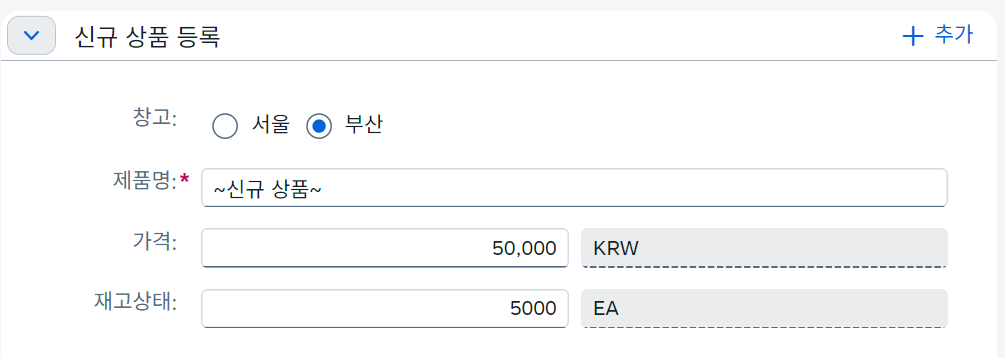 신규 상품 등록 + 추가
창고: 서울 부산
제품명:* ~신규 상품~
가격: 50,000 KRW
재고상태: 5000 EA